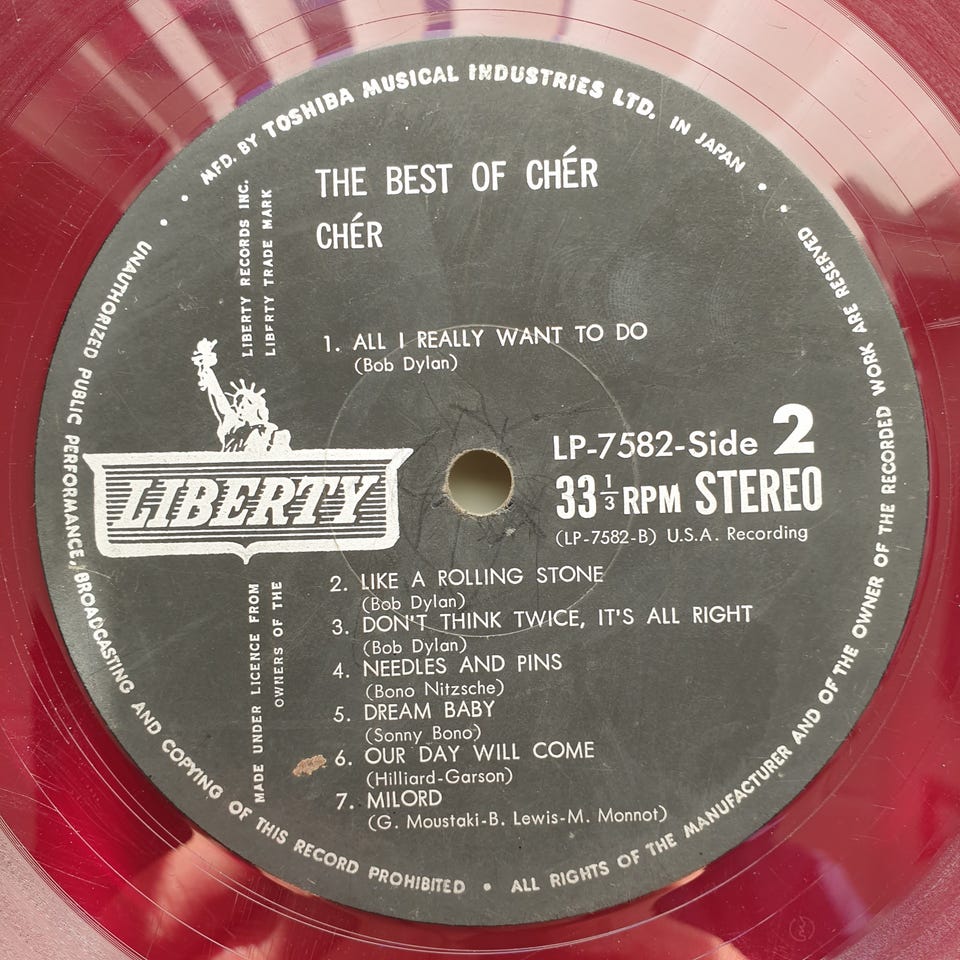 MFD. BY TOSHIBA MUSICAL INDUSTRIES LTD. IN JAPAN
THE BEST OF CHÉR
CHÉR
LIBERTY RECORDS INC.
LIBERTY TRADE MARK
1. ALL I REALLY WANT TO DO
(Bob Dylan)
LIBERTY
LP-7582-Side 2
33 1/3 RPM STEREO
(LP-7582-B) U.S.A. Recording
MADE UNDER LICENCE FROM
OWNERS OF THE
2. LIKE A ROLLING STONE
(Bob Dylan)
3. DON'T THINK TWICE, IT'S ALL RIGHT
(Bob Dylan)
4. NEEDLES AND PINS
(Bono Nitzsche)
5. DREAM BABY
(Sonny Bono)
6. OUR DAY WILL COME
(Hilliard-Garson)
7. MILORD
(G. Moustaki-B. Lewis-M. Monnot)
UNAUTHORIZED PUBLIC PERFORMANCE, BROADCASTING AND COPYING OF THIS RECORD PROHIBITED • ALL RIGHTS OF THE MANUFACTURER AND OF THE OWNER OF THE RECORDED WORK ARE RESERVED